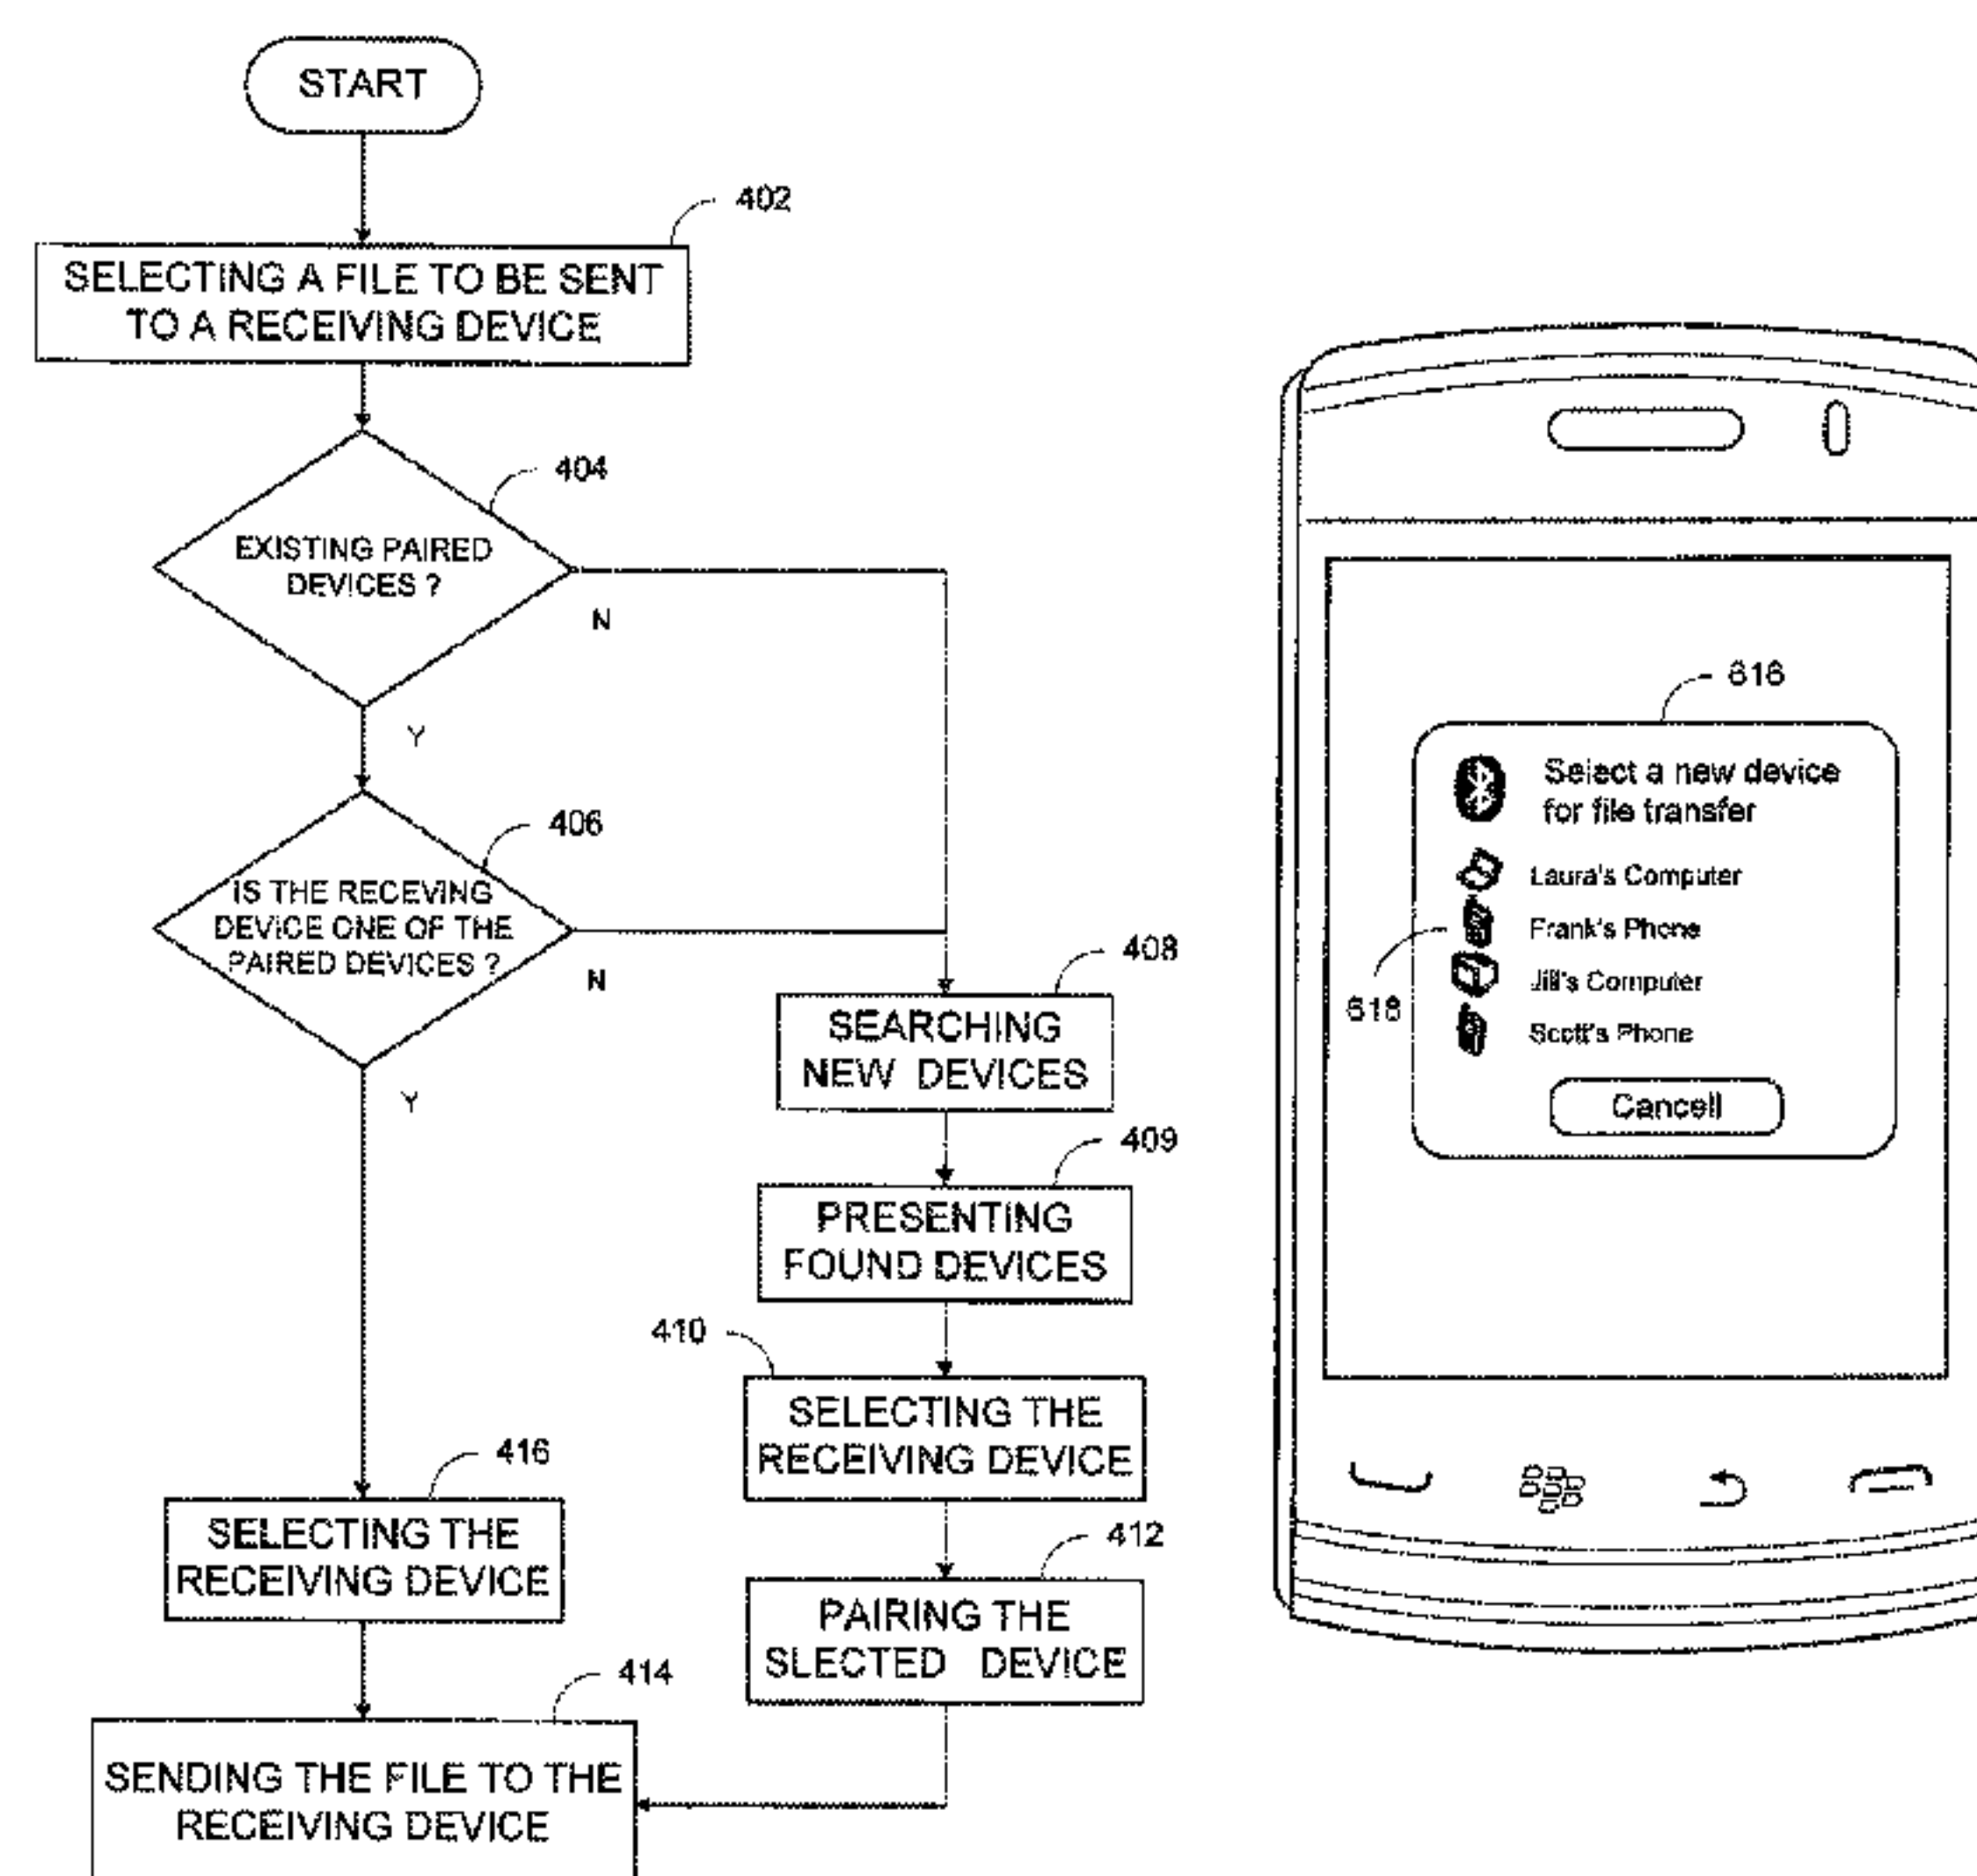 START
402
SELECTING A FILE TO BE SENT
TO A RECEIVING DEVICE
404
EXISTING PAIRED
DEVICES ?
N
Y
406
IS THE RECEVING
DEVICE ONE OF THE
PAIRED DEVICES ?
N
Y
408
SEARCHING
NEW DEVICES
409
PRESENTING
FOUND DEVICES
410
SELECTING THE
RECEIVING DEVICE
412
PAIRING THE
SLECTED DEVICE
416
SELECTING THE
RECEIVING DEVICE
414
SENDING THE FILE TO THE
RECEIVING DEVICE
616
Select a new device
for file transfer
Laura's Computer
Frank's Phone
Jill's Computer
Scott's Phone
618
Cancell